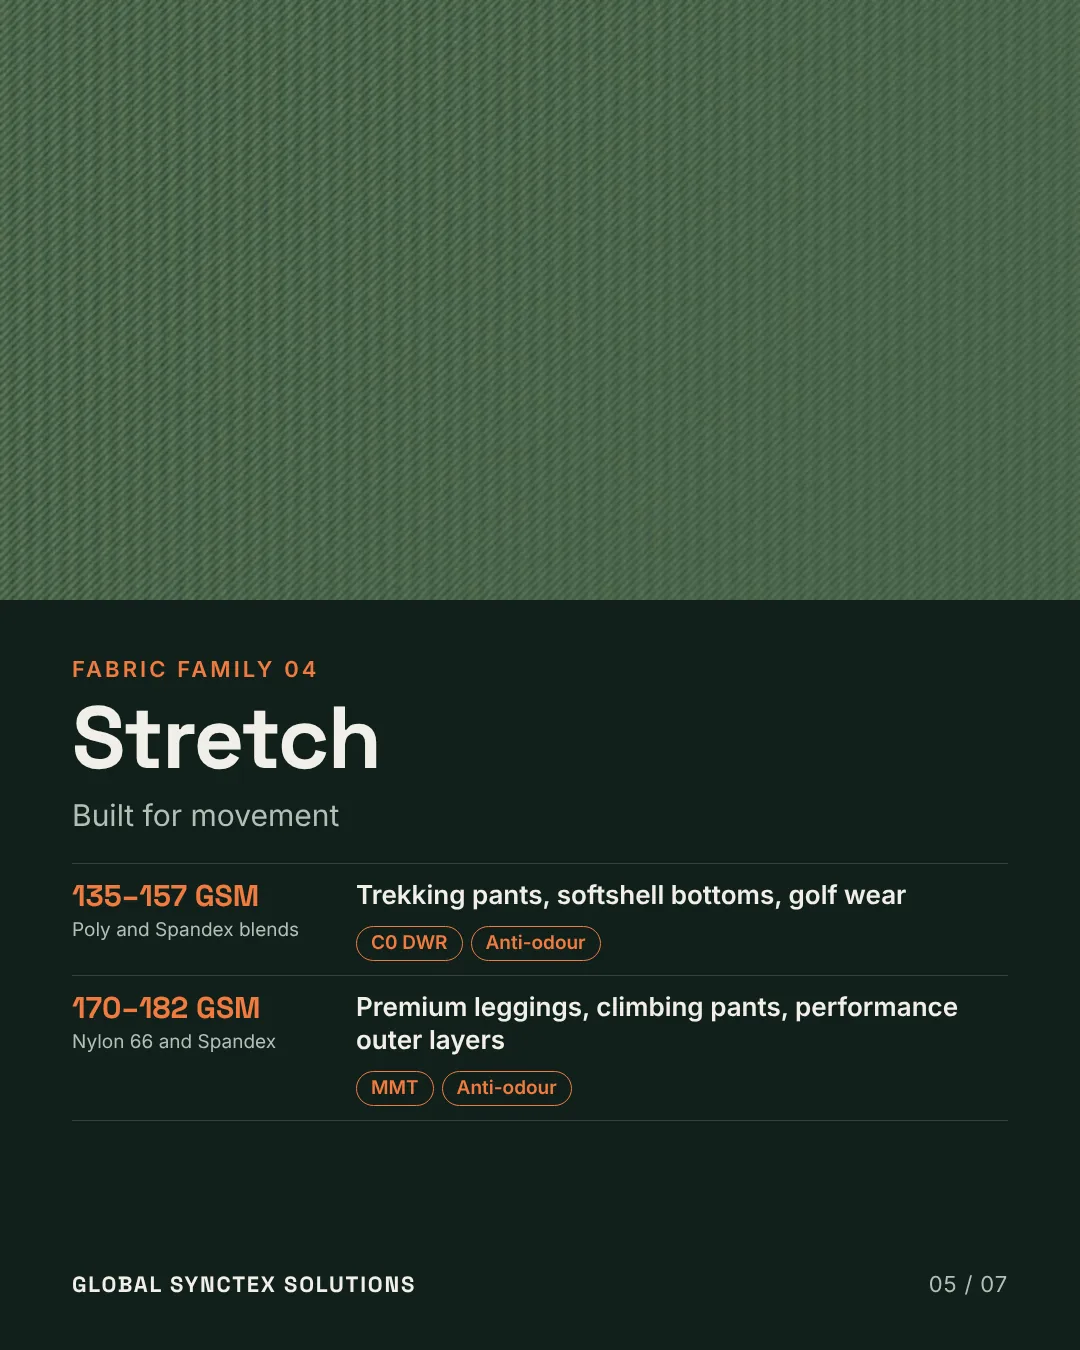 FABRIC FAMILY 04
Stretch
Built for movement
135–157 GSM
Poly and Spandex blends
Trekking pants, softshell bottoms, golf wear
C0 DWR
Anti-odour
170–182 GSM
Nylon 66 and Spandex
Premium leggings, climbing pants, performance
outer layers
MMT
Anti-odour
GLOBAL SYNCTEX SOLUTIONS
05 / 07